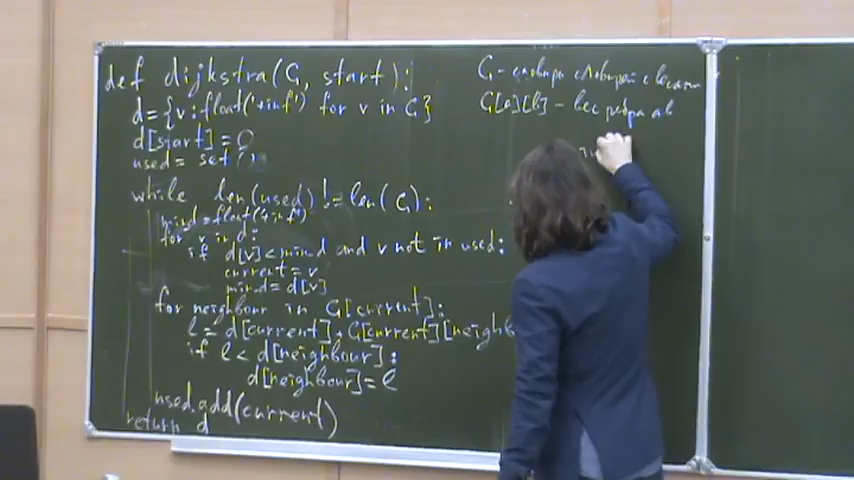 def dijkstra(G, start):
d={v:float('+inf') for v in G}
d[start]=0
used = set()
while len(used) != len(G):
min_d=float('+inf')
for v in d:
if d[v]<min_d and v not in used:
current = v
min_d= d[v]
for neighbour in G[current]:
l = d[current]+G[current][neighb
if l < d[neighbour]:
d[neighbour]=l
used.add(current)
return d
G - словарь словарей с весами
G[a][b] - вес ребра ab